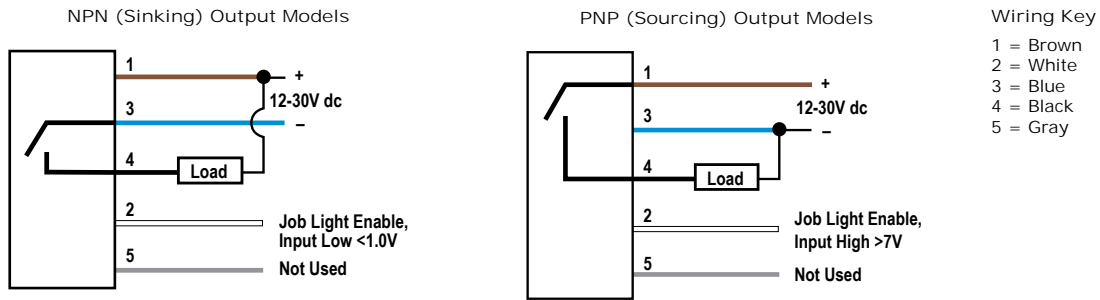 NPN (Sinking) Output Models
1
+
12-30V dc
3
–
4
Load
2
Job Light Enable,
Input Low <1.0V
5
Not Used
PNP (Sourcing) Output Models
1
+
12-30V dc
3
–
4
Load
2
Job Light Enable,
Input High >7V
5
Not Used
Wiring Key
1 = Brown
2 = White
3 = Blue
4 = Black
5 = Gray